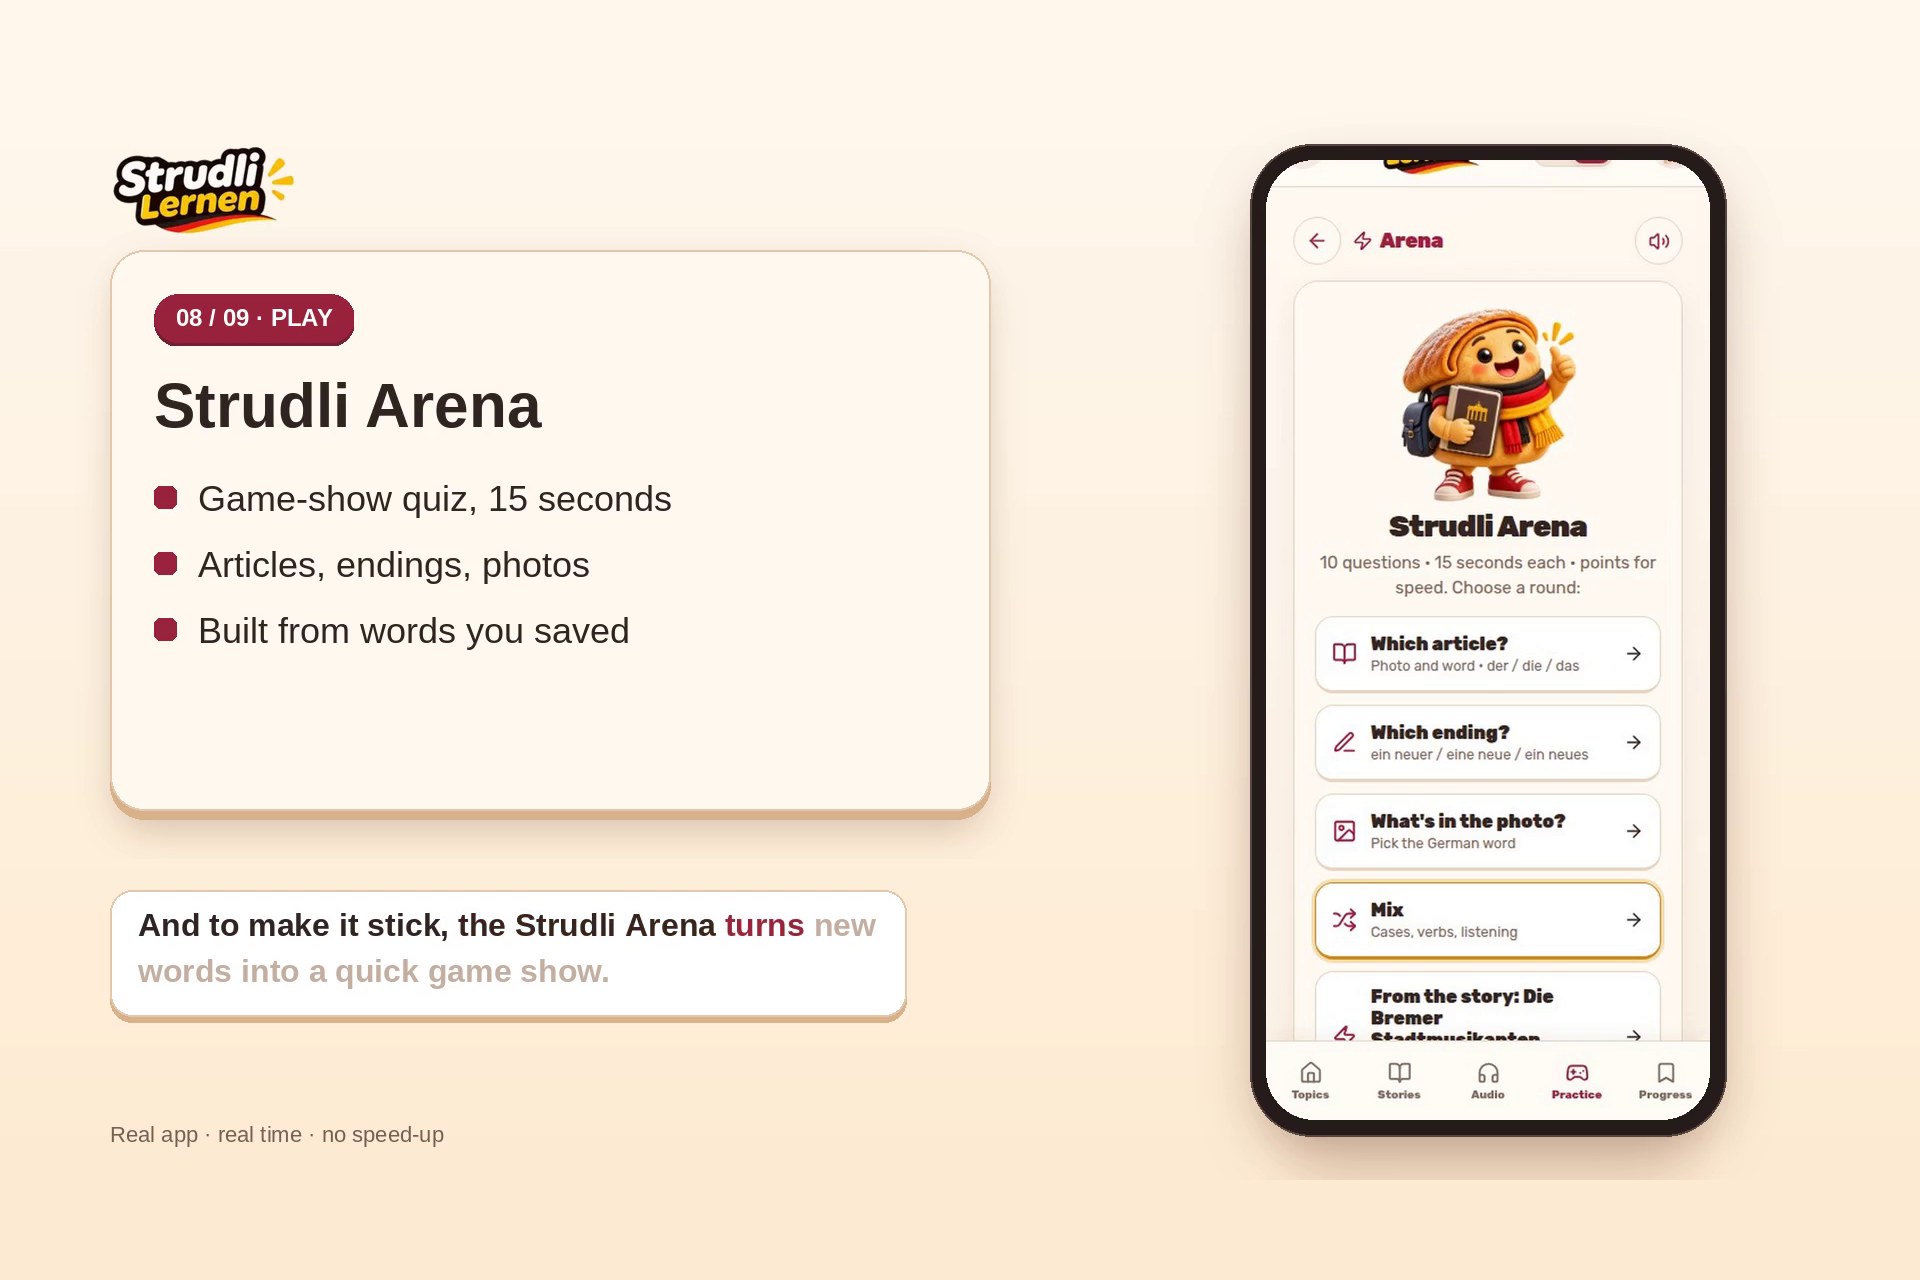 Strudli
Lernen
08 / 09 · PLAY
Strudli Arena
Game-show quiz, 15 seconds
Articles, endings, photos
Built from words you saved
And to make it stick, the Strudli Arena turns new
words into a quick game show.
Real app · real time · no speed-up
Arena
Strudli Arena
10 questions • 15 seconds each • points for
speed. Choose a round:
Which article?
Photo and word • der / die / das
Which ending?
ein neuer / eine neue / ein neues
What's in the photo?
Pick the German word
Mix
Cases, verbs, listening
From the story: Die
Bremer
Stadtmusikanten
Topics
Stories
Audio
Practice
Progress